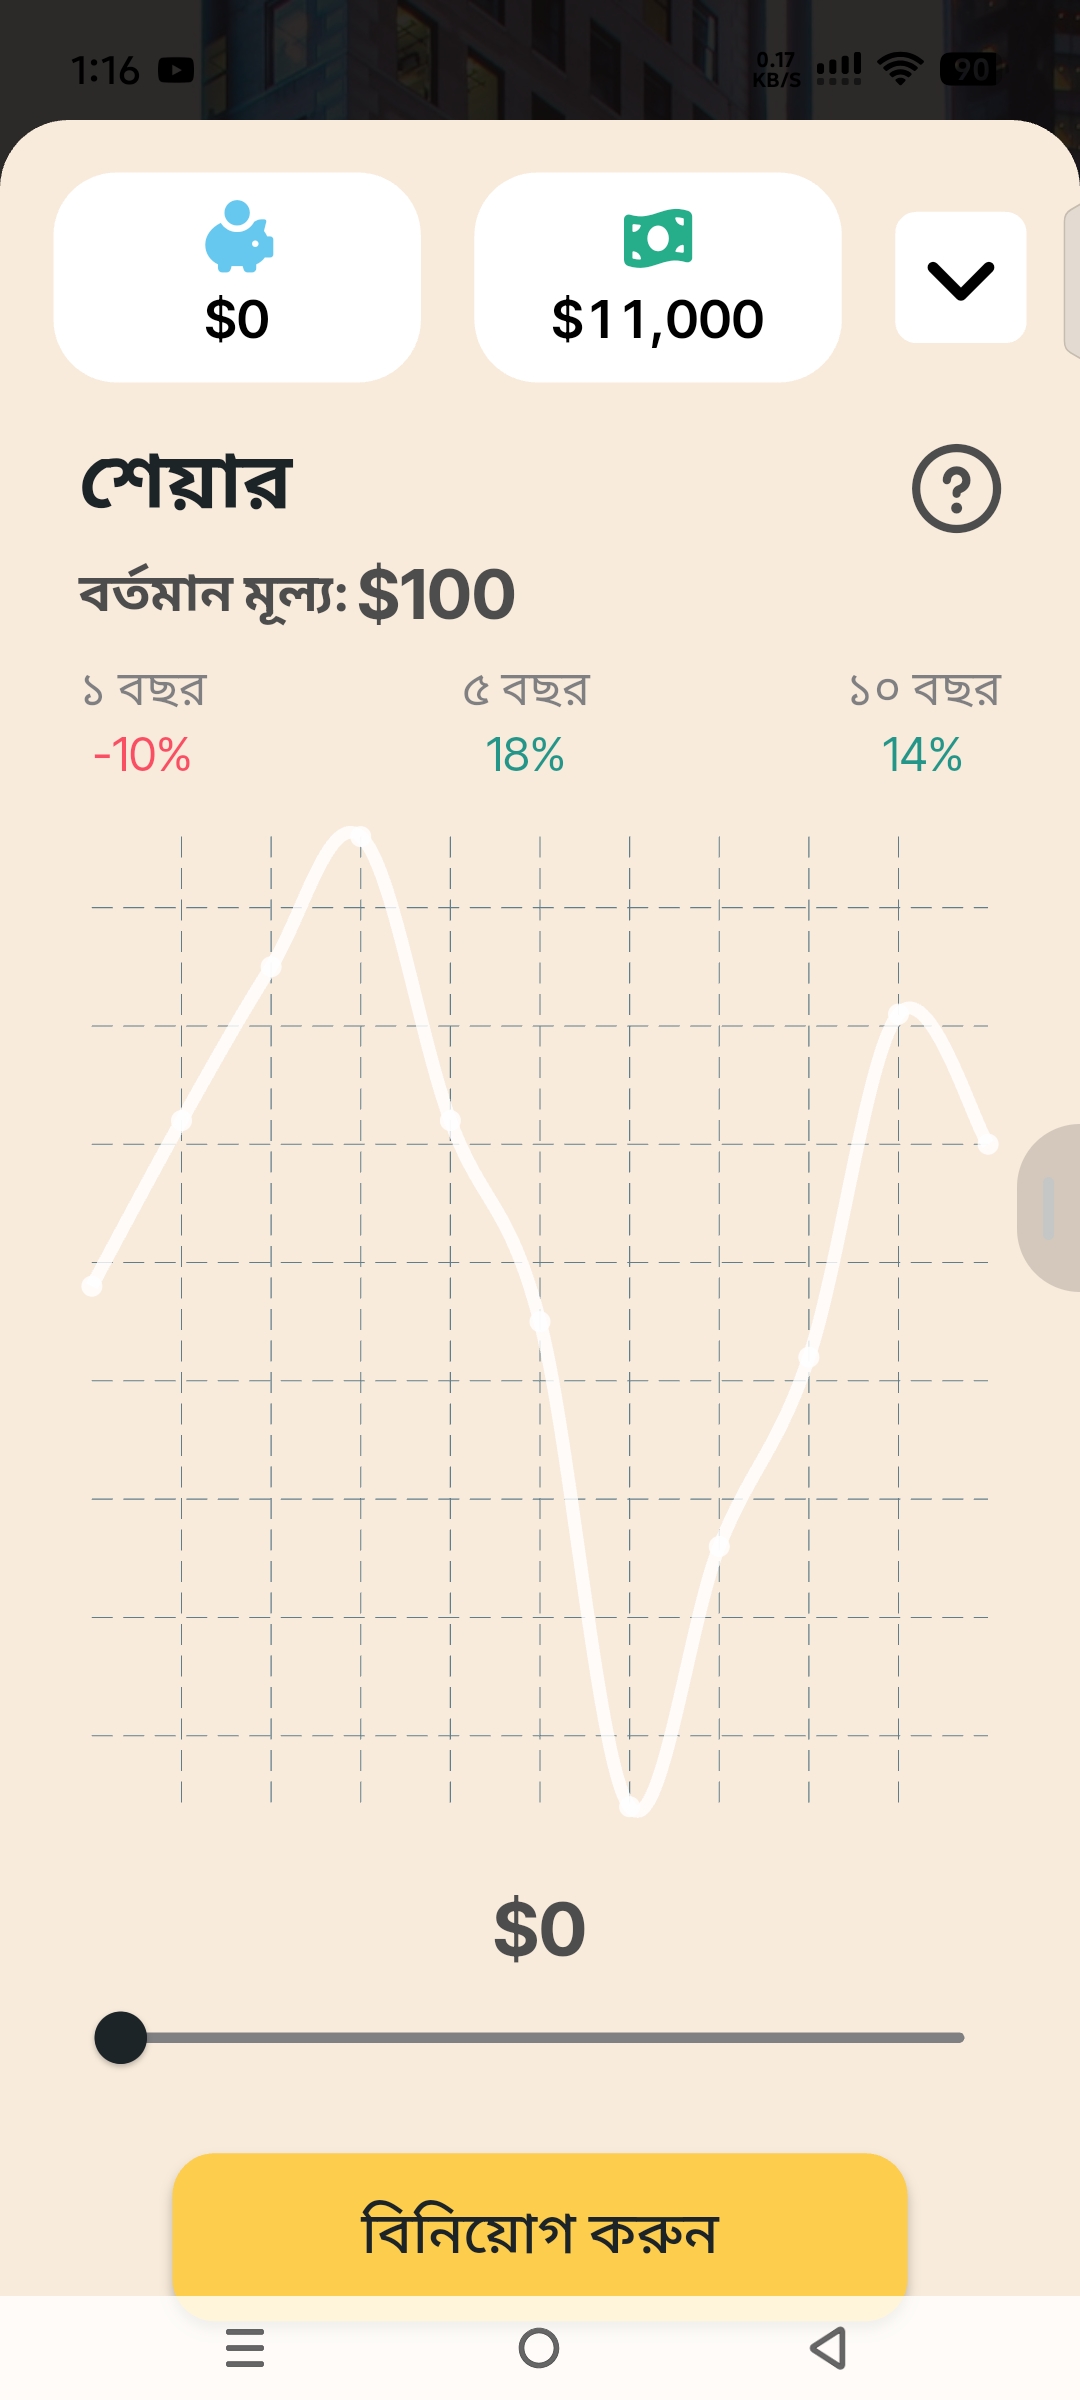 1:16 0.17 KB/S 90
$0 $11,000
শেয়ার
বর্তমান মূল্য: $100
১ বছর ৫ বছর ১০ বছর
-10% 18% 14%
$0
বিনিয়োগ করুন